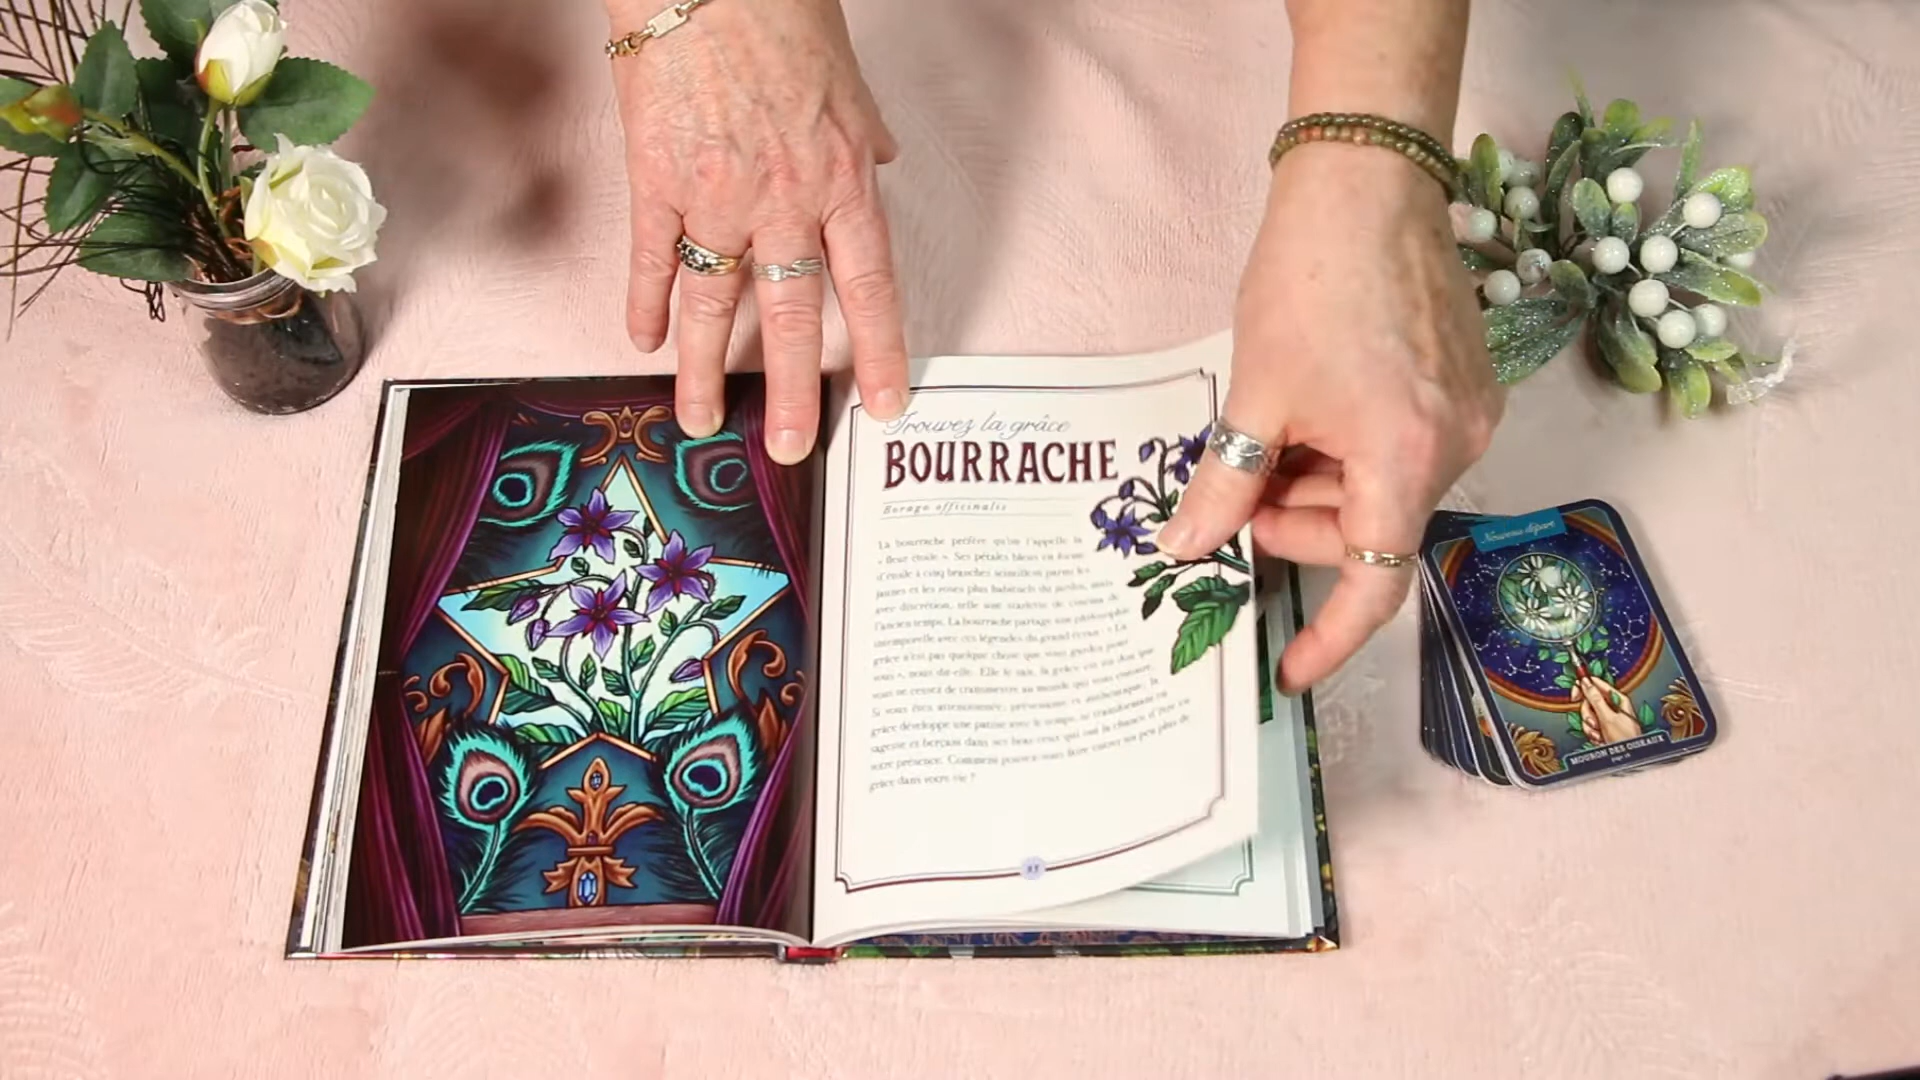 Trouvez la grâce
BOURRACHE
Borago officinalis
La bourrache préfère qu'on l'appelle la
« fleur étoile ». Ses pétales bleus en forme
d'étoile à cinq branches scintillent parmi les
jaunes et les roses plus habituels du jardin, mais
avec discrétion, telle une starlette de cinéma de
l'ancien temps. La bourrache partage une philosophie
intemporelle avec ces légendes du grand écran : « La
grâce n'est pas quelque chose que vous gardez pour
vous », nous dit-elle. Elle le sait, la grâce est un don que
vous ne cessez de transmettre au monde qui vous entoure.
Si vous êtes attentionnée, présente et authentique, la
grâce développe une patine avec le temps, se transformant en
sagesse et berçant dans ses bras ceux qui ont la chance d'être en
votre présence. Comment pouvez-vous faire entrer un peu plus de
grâce dans votre vie ?
Nouveau départ
MOURON DES OISEAUX